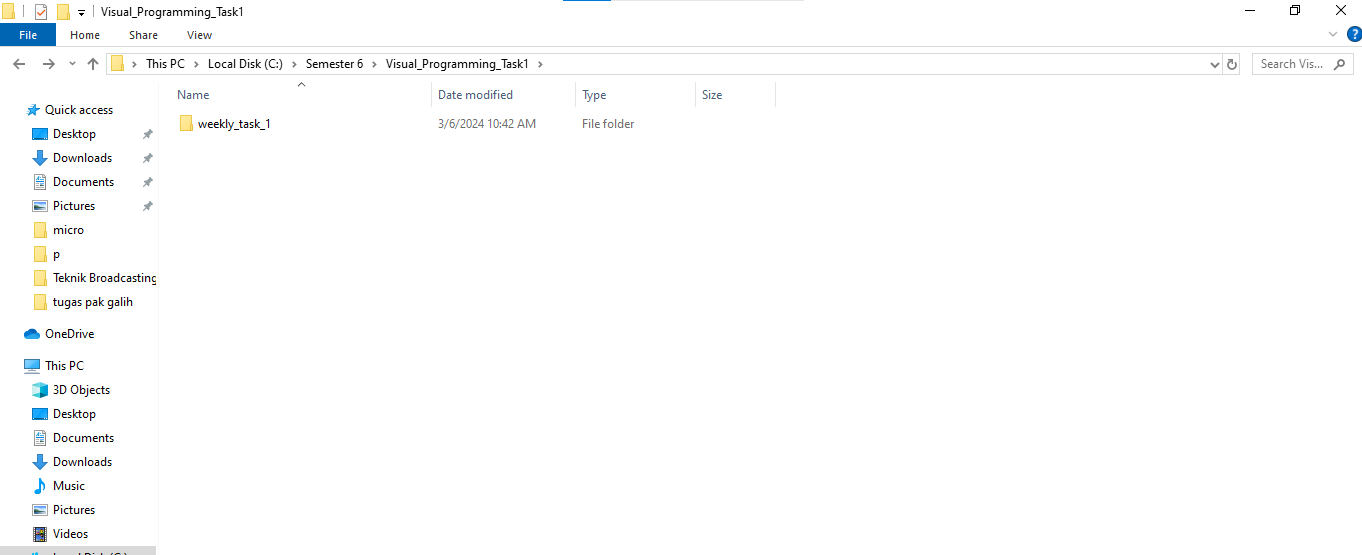 Visual_Programming_Task1
File Home Share View
This PC Local Disk (C:) Semester 6 Visual_Programming_Task1
Search Vis...
Name Date modified Type Size
weekly_task_1 3/6/2024 10:42 AM File folder
Quick access
Desktop
Downloads
Documents
Pictures
micro
p
Teknik Broadcasting
tugas pak galih
OneDrive
This PC
3D Objects
Desktop
Documents
Downloads
Music
Pictures
Videos
Local Disk (C:)